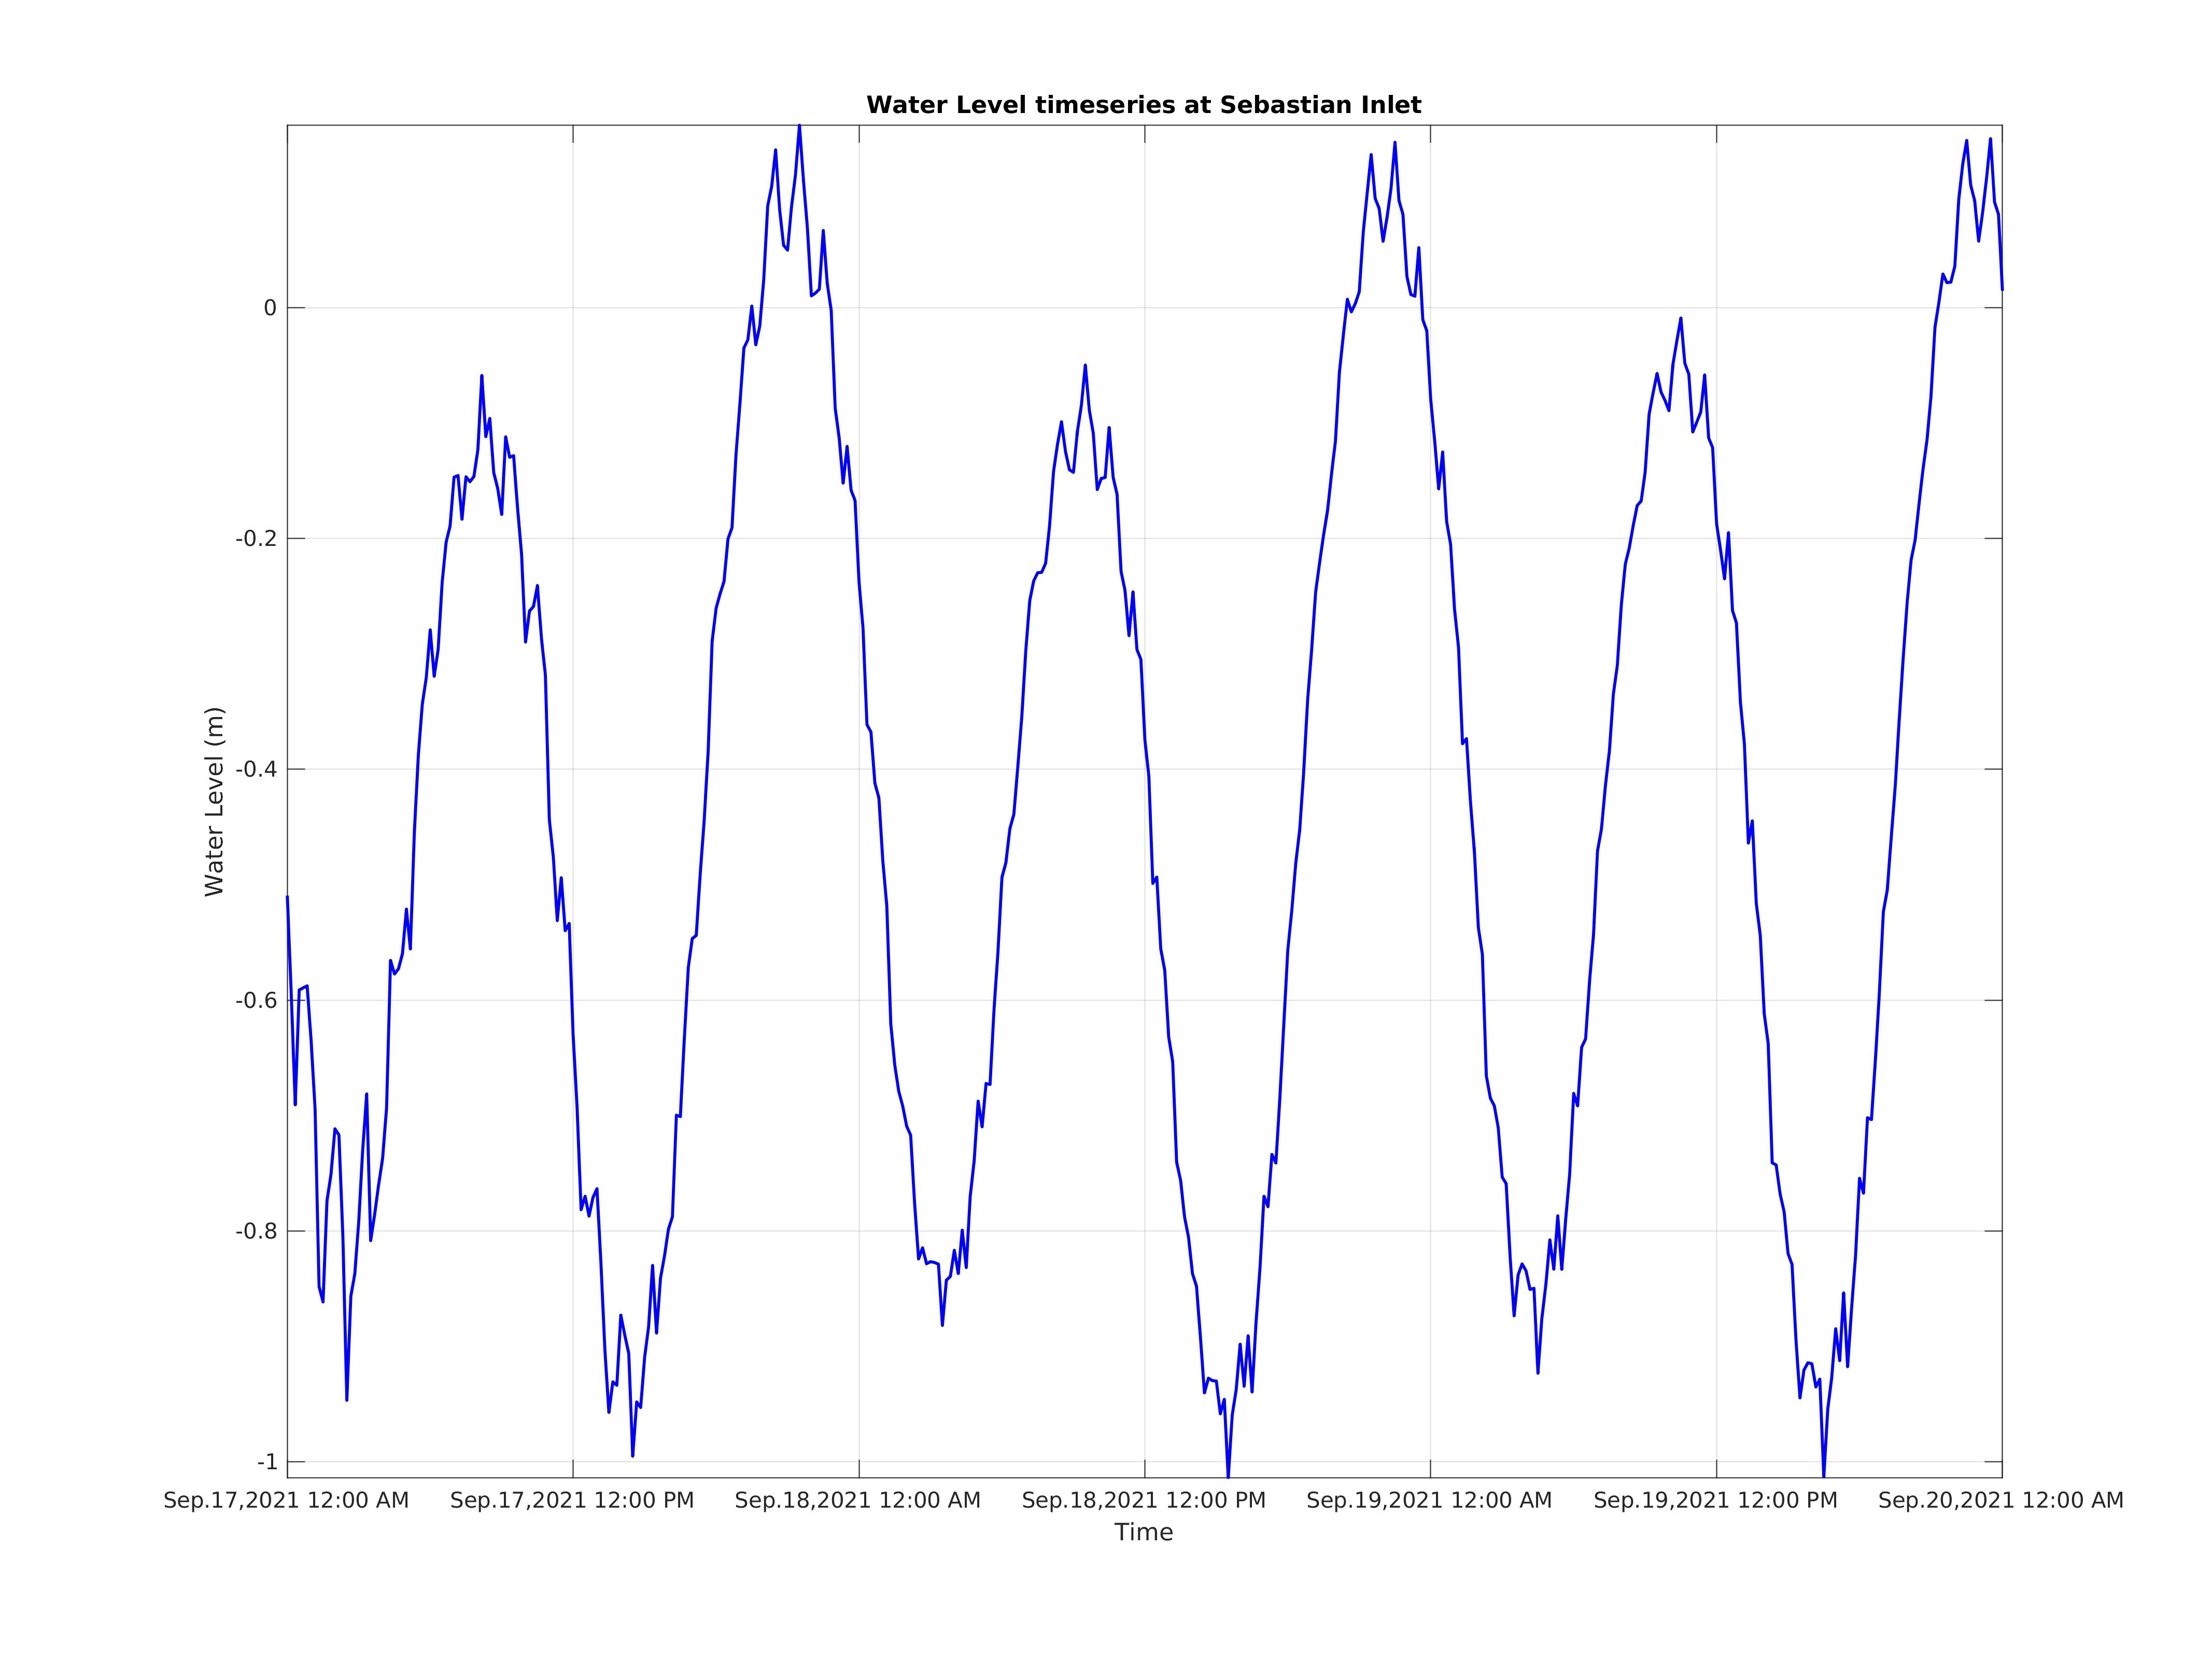 Water Level timeseries at Sebastian Inlet
0
-0.2
-0.4
-0.6
-0.8
-1
Water Level (m)
Sep.17,2021 12:00 AM
Sep.17,2021 12:00 PM
Sep.18,2021 12:00 AM
Sep.18,2021 12:00 PM
Sep.19,2021 12:00 AM
Sep.19,2021 12:00 PM
Sep.20,2021 12:00 AM
Time